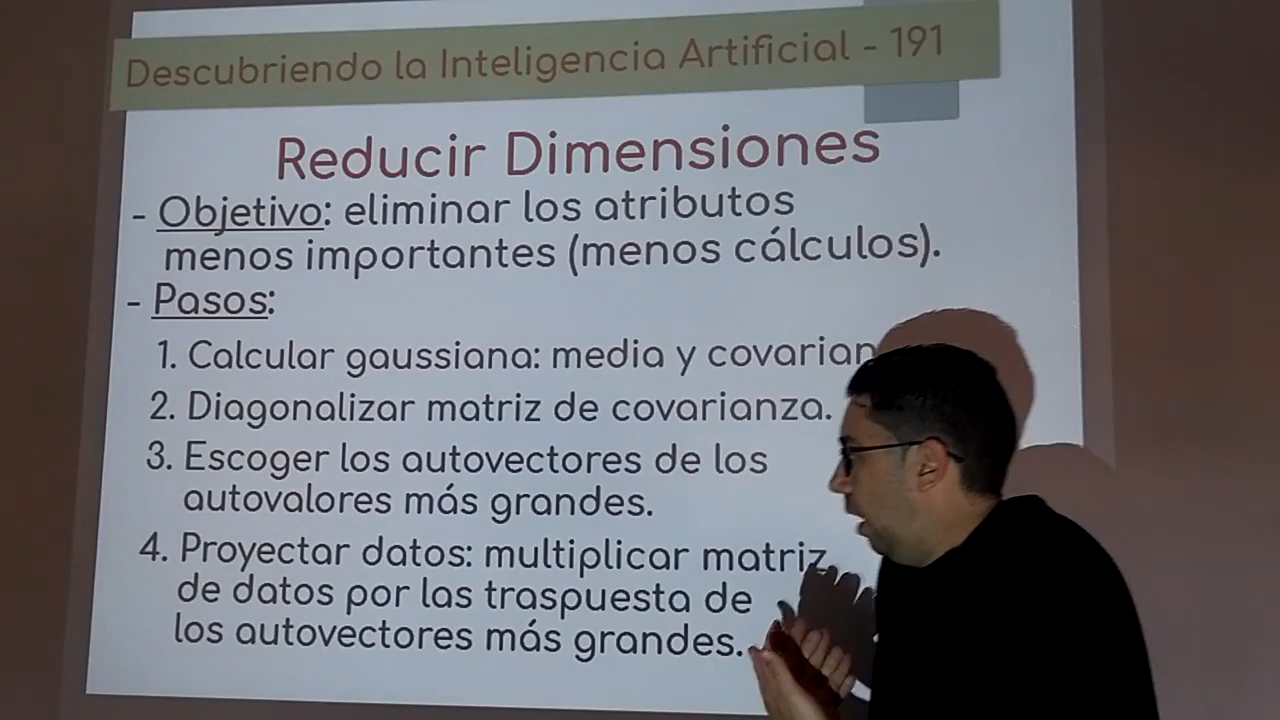 Descubriendo la Inteligencia Artificial - 191
Reducir Dimensiones
- Objetivo: eliminar los atributos
menos importantes (menos cálculos).
- Pasos:
1. Calcular gaussiana: media y covarian
2. Diagonalizar matriz de covarianza.
3. Escoger los autovectores de los
autovalores más grandes.
4. Proyectar datos: multiplicar matriz
de datos por las traspuesta de
los autovectores más grandes.